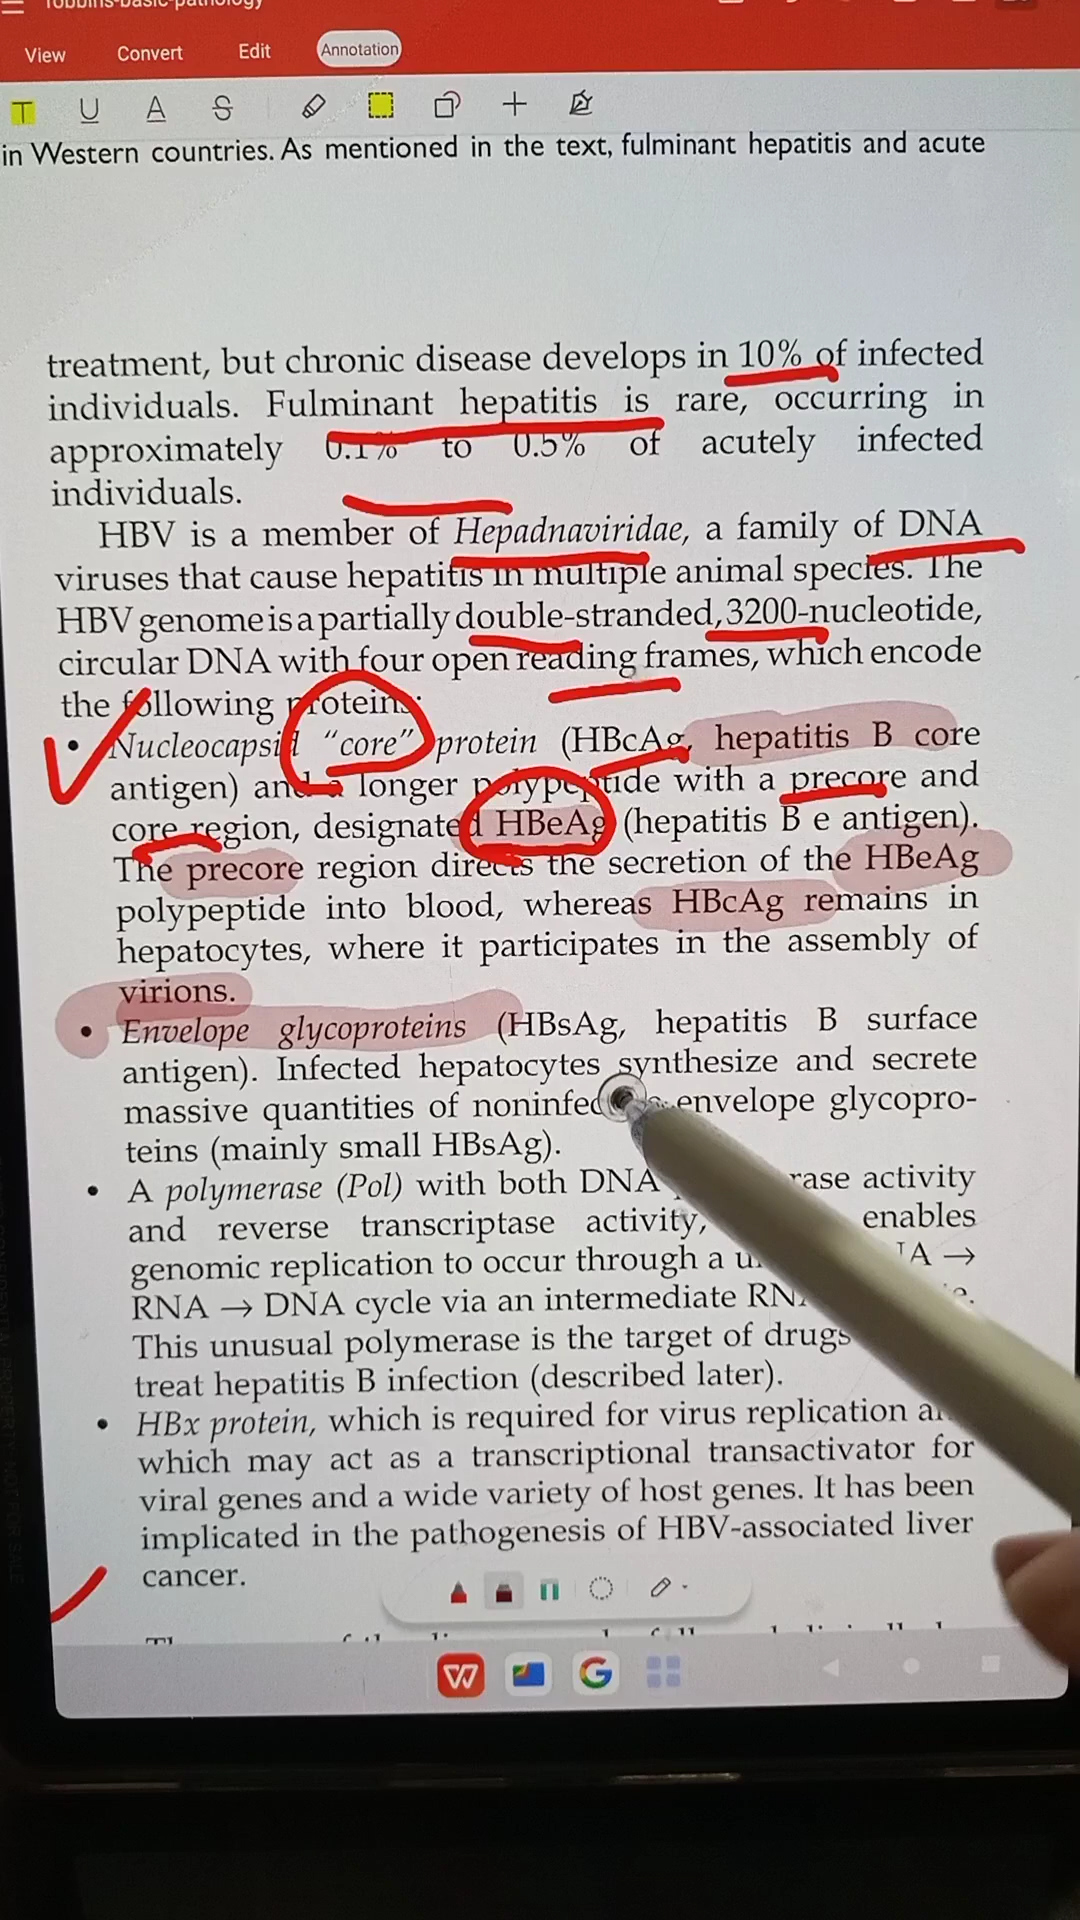 View Convert Edit Annotation
T U A S
in Western countries. As mentioned in the text, fulminant hepatitis and acute
treatment, but chronic disease develops in 10% of infected
individuals. Fulminant hepatitis is rare, occurring in
approximately 0.1% to 0.5% of acutely infected
individuals.
HBV is a member of Hepadnaviridae, a family of DNA
viruses that cause hepatitis in multiple animal species. The
HBV genome is a partially double-stranded, 3200-nucleotide,
circular DNA with four open reading frames, which encode
the following proteins:
• Nucleocapsid “core” protein (HBcAg, hepatitis B core
antigen) and a longer polypeptide with a precore and
core region, designated HBeAg (hepatitis B e antigen).
The precore region directs the secretion of the HBeAg
polypeptide into blood, whereas HBcAg remains in
hepatocytes, where it participates in the assembly of
virions.
• Envelope glycoproteins (HBsAg, hepatitis B surface
antigen). Infected hepatocytes synthesize and secrete
massive quantities of envelope glycopro-
teins (mainly small HBsAg).
• A polymerase (Pol) with both DNA activity
and reverse transcriptase activity, enables
genomic replication to occur through a →
RNA → DNA cycle via an intermediate
This unusual polymerase is the target of drugs
treat hepatitis B infection (described later).
• HBx protein, which is required for virus replication
which may act as a transcriptional transactivator for
viral genes and a wide variety of host genes. It has been
implicated in the pathogenesis of HBV-associated liver
cancer.